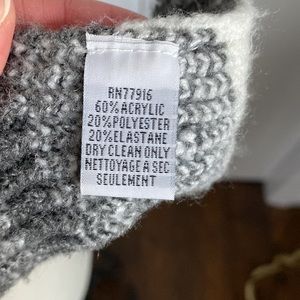 RN77916
60% ACRYLIC
20% POLYESTER
20% ELASTANE
DRY CLEAN ONLY
NETTOYAGE A SEC
SEULEMENT